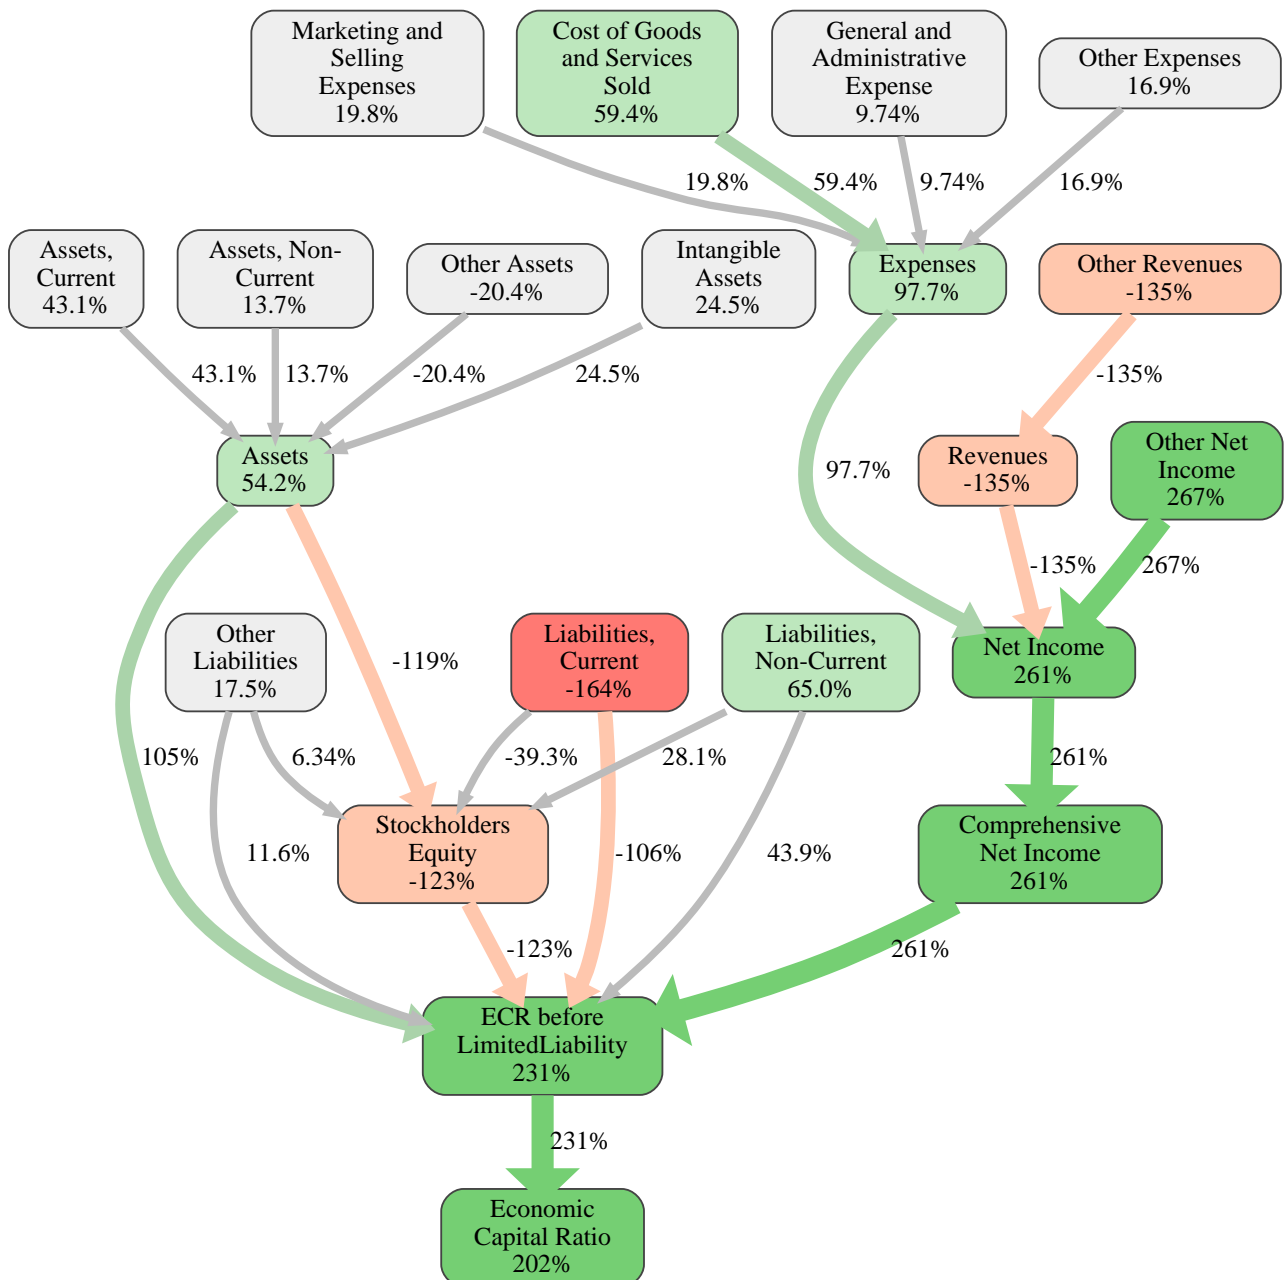 Marketing and
Selling
Expenses
19.8%
Cost of Goods
and Services
Sold
59.4%
General and
Administrative
Expense
9.74%
Other Expenses
16.9%
19.8%
59.4%
9.74%
16.9%
Assets,
Current
43.1%
Assets, Non-
Current
13.7%
Other Assets
-20.4%
Intangible
Assets
24.5%
Expenses
97.7%
Other Revenues
-135%
43.1%
13.7%
-20.4%
24.5%
-135%
Assets
54.2%
97.7%
Revenues
-135%
Other Net
Income
267%
-135%
267%
Other
Liabilities
17.5%
-119%
Liabilities,
Current
-164%
Liabilities,
Non-Current
65.0%
Net Income
261%
105%
6.34%
-39.3%
28.1%
261%
11.6%
Stockholders
Equity
-123%
-106%
43.9%
Comprehensive
Net Income
261%
-123%
261%
ECR before
LimitedLiability
231%
231%
Economic
Capital Ratio
202%